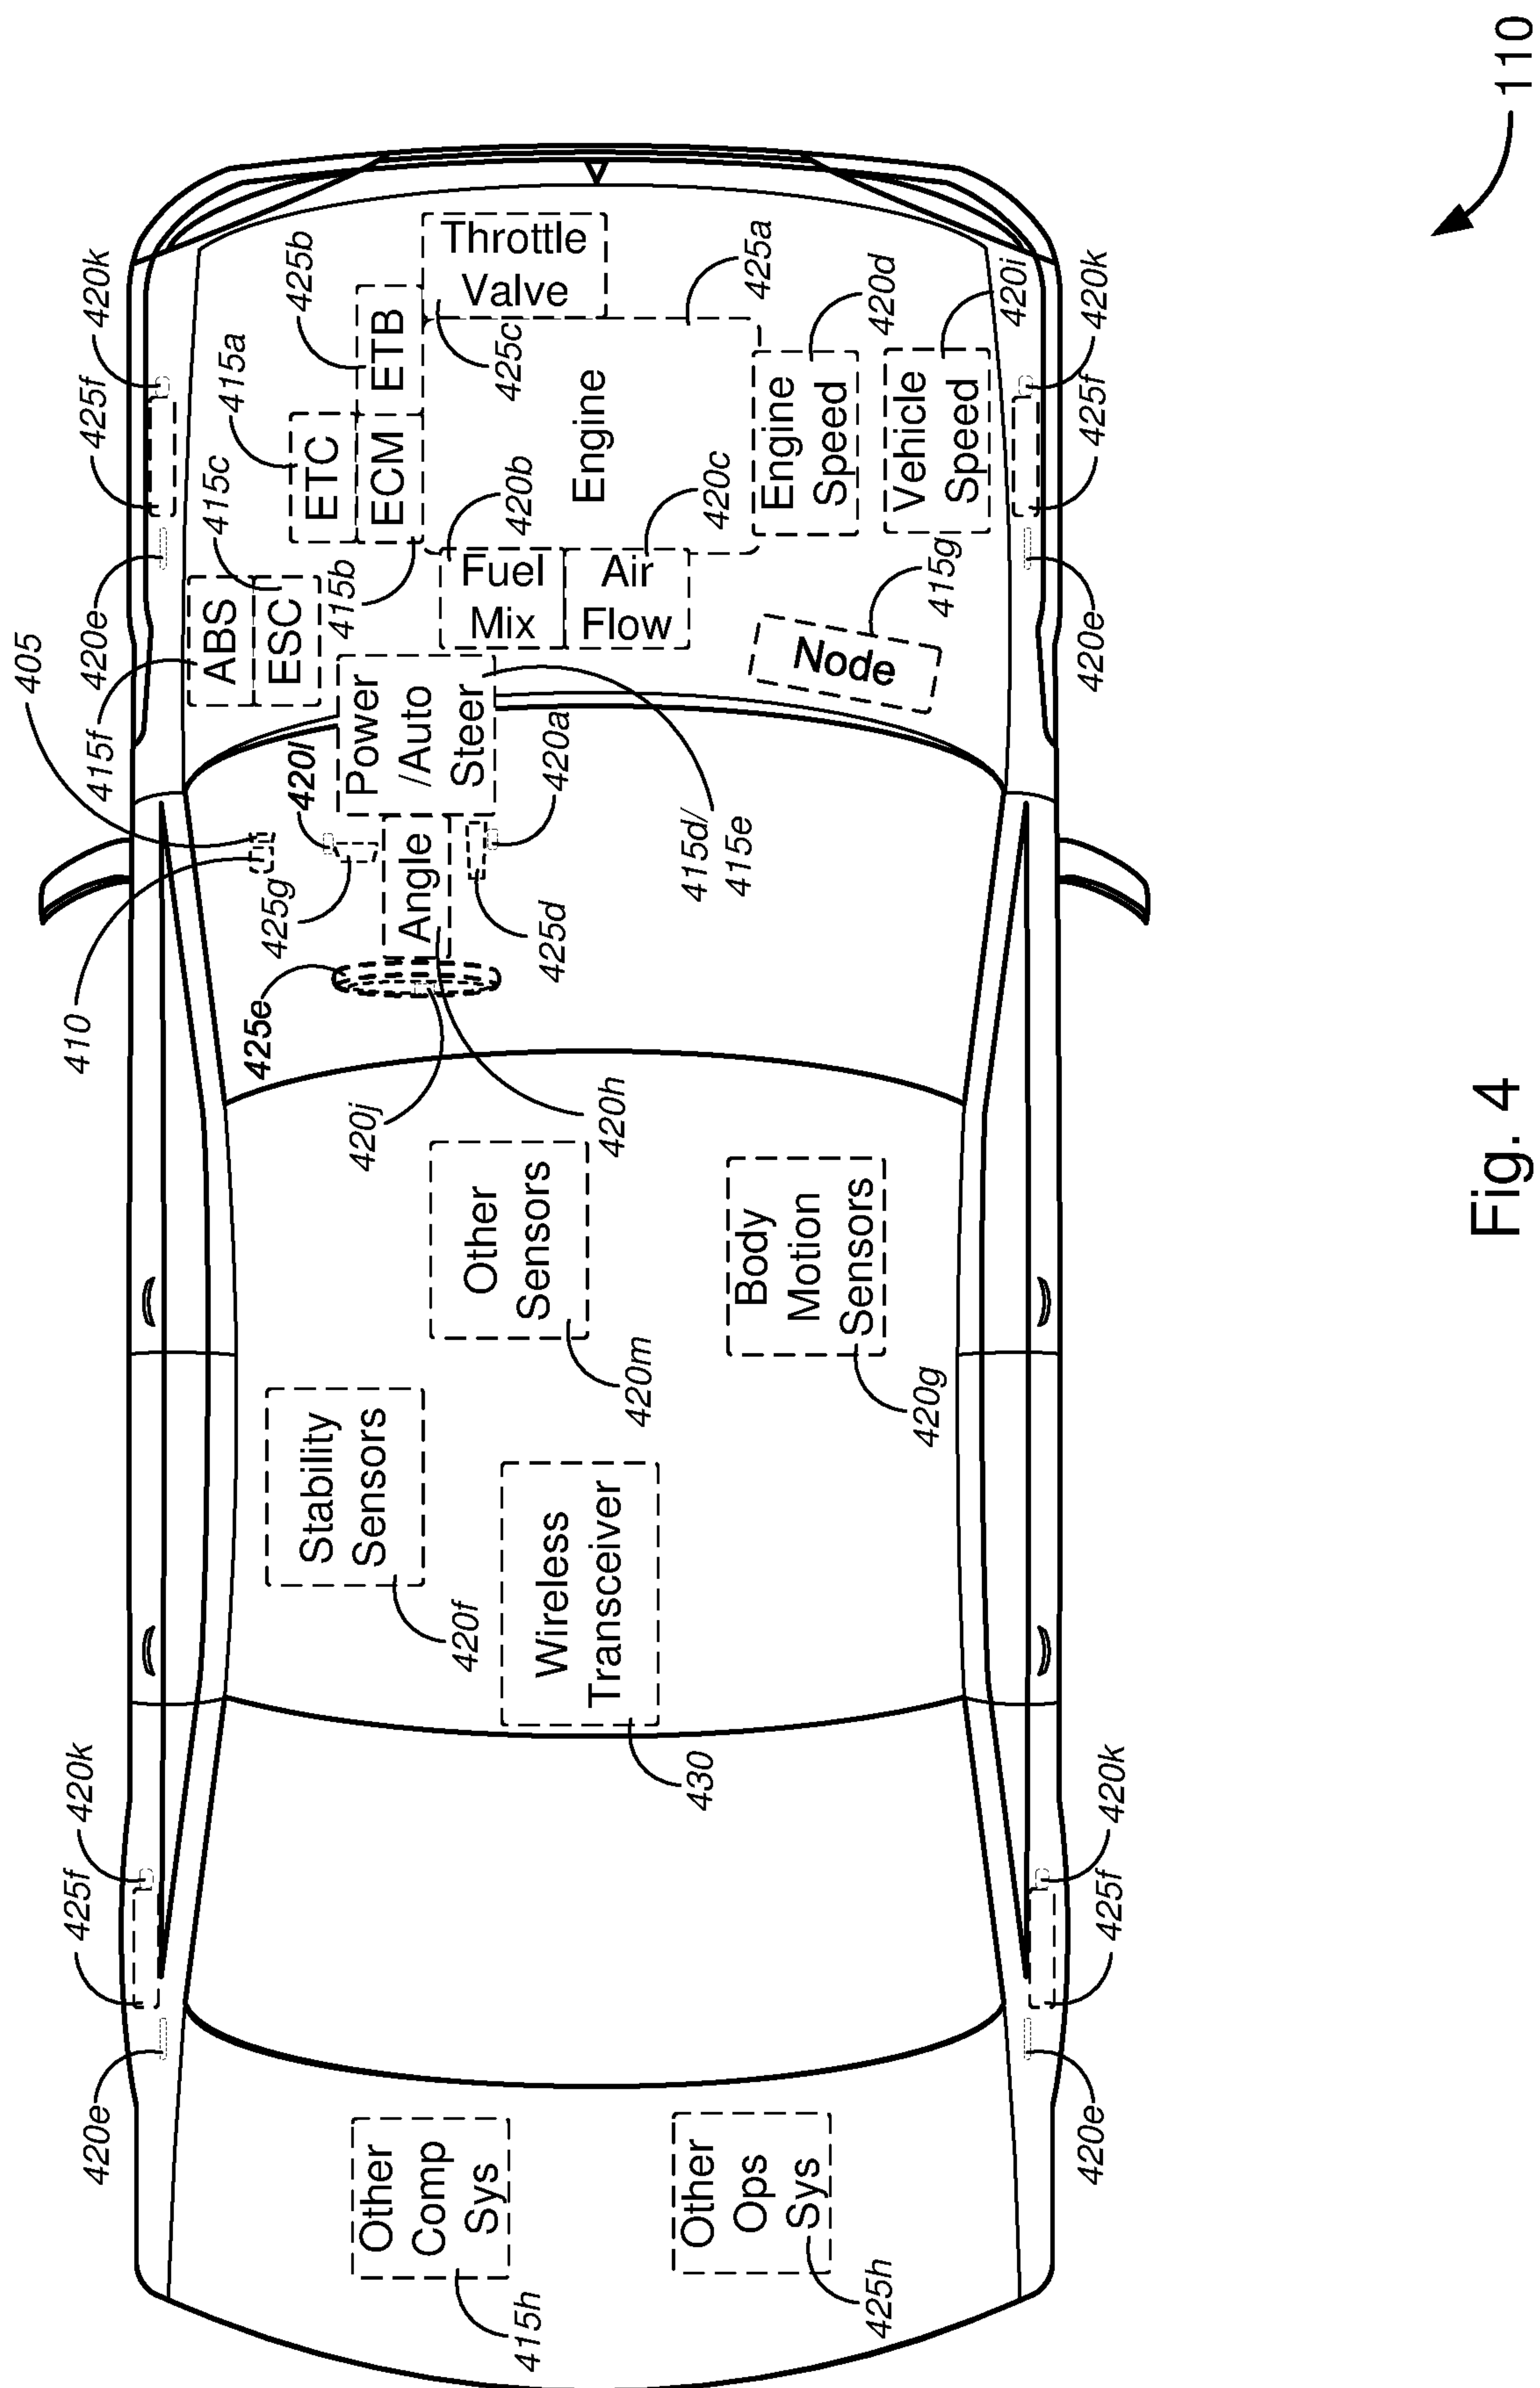 405
410
420e
425f
420k
415f
420e
425f
420k
ABS
ESC
415c
415a
425e
425g
420l
415b
425b
ETC
ECM
ETB
Stability
Sensors
420f
420j
Power
/Auto
Steer
Angle
Other
Comp
Sys
415h
Other
Sensors
420m
420h
425d
420a
Fuel
Mix
420b
425c
Throttle
Valve
Wireless
Transceiver
430
415d/
415e
Air
Flow
420c
Engine
425a
Other
Ops
Sys
425h
Body
Motion
Sensors
420g
Node
415g
Engine
Speed
420d
Vehicle
Speed
420i
420e
425f
420k
420e
425f
420k
Fig. 4
110